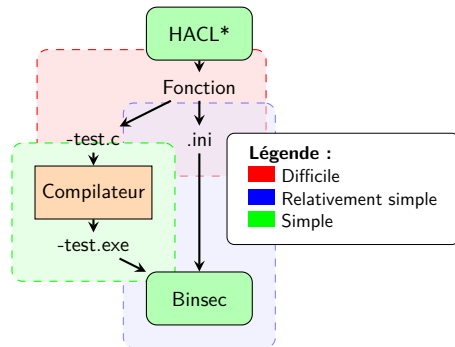 HACL*
Fonction
-test.c
.ini
Légende :
Difficile
Relativement simple
Simple
Compilateur
-test.exe
Binsec